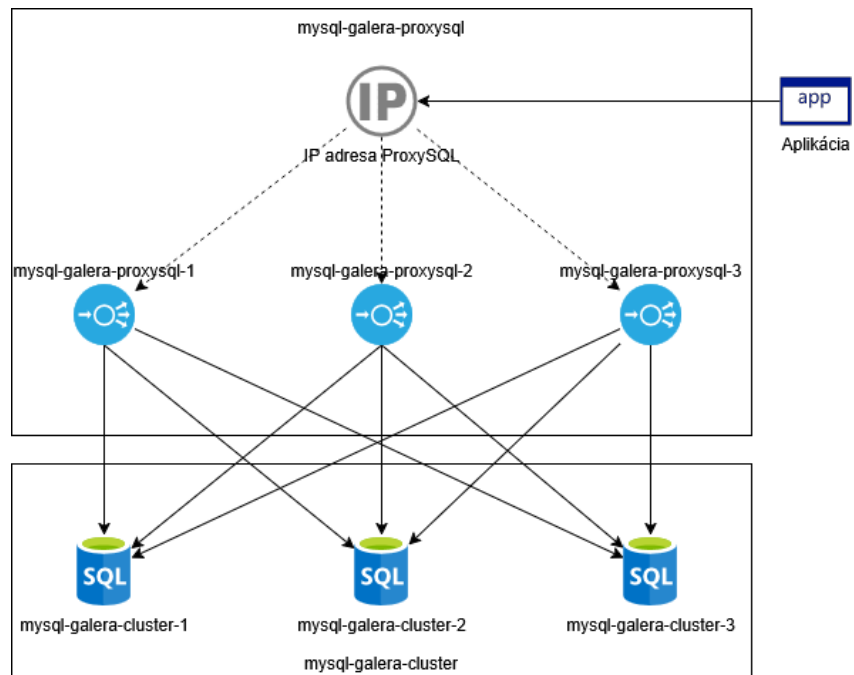 mysql-galera-proxysql
IP
app
IP adresa ProxySQL
Aplikácia
mysql-galera-proxysql-1
mysql-galera-proxysql-2
mysql-galera-proxysql-3
SQL
SQL
SQL
mysql-galera-cluster-1
mysql-galera-cluster-2
mysql-galera-cluster-3
mysql-galera-cluster